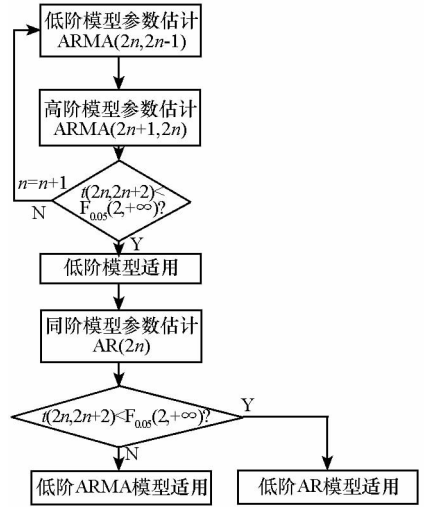 低阶模型参数估计
ARMA(2n,2n-1)
高阶模型参数估计
ARMA(2n+1,2n)
n=n+1
t(2n,2n+2)<
F0.05(2,+∞)?
N
Y
低阶模型适用
同阶模型参数估计
AR(2n)
t(2n,2n+2)<F0.05(2,+∞)?
Y
N
低阶ARMA模型适用
低阶AR模型适用